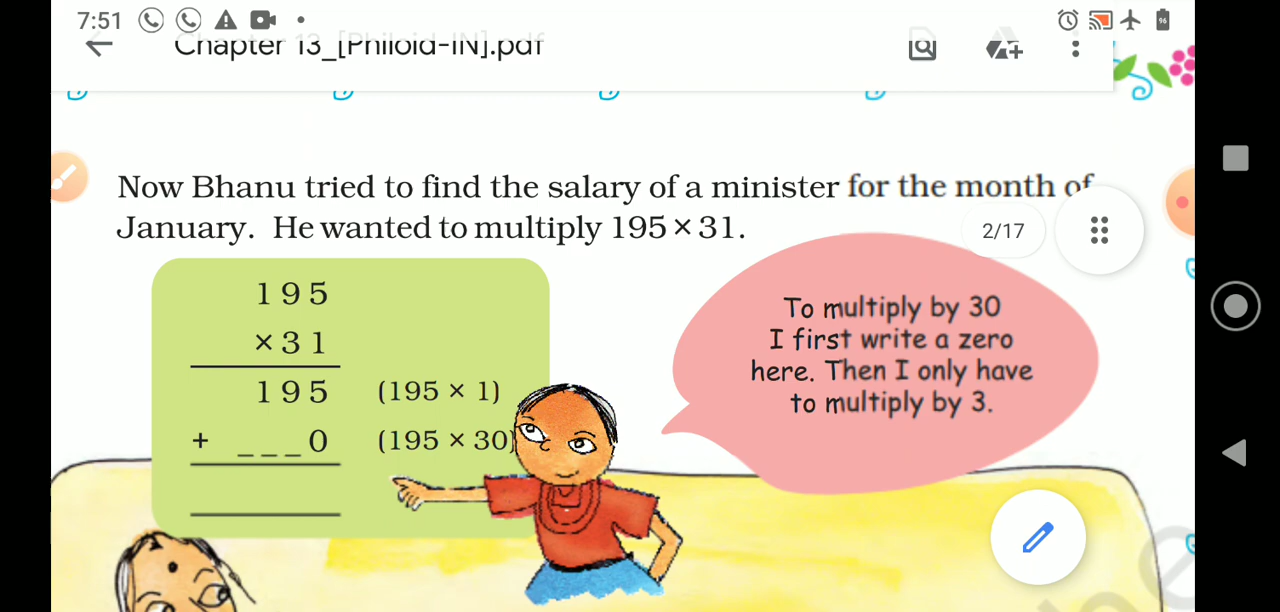 7:51
96
Chapter 13_[Philoid-IN].pdf
Now Bhanu tried to find the salary of a minister for the month of
January. He wanted to multiply 195 × 31.
2/17
195
× 31
195 (195 × 1)
+ _ _ _ 0 (195 × 30)
To multiply by 30
I first write a zero
here. Then I only have
to multiply by 3.